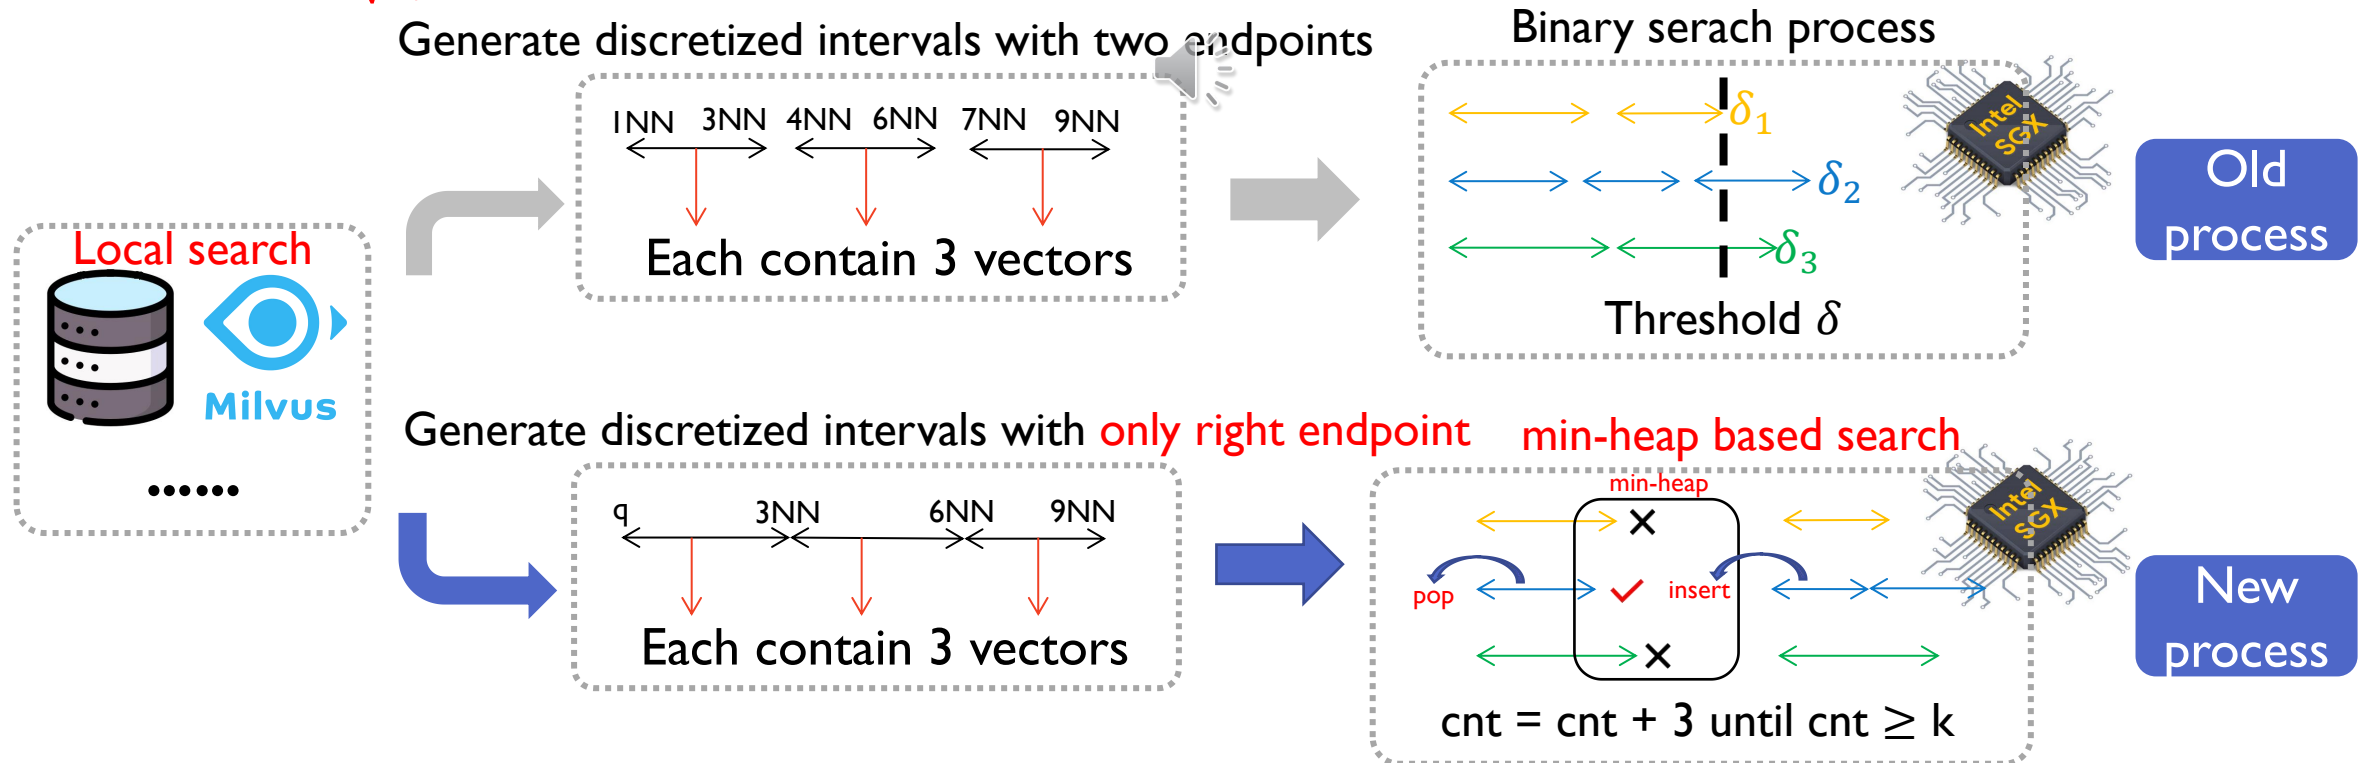 Generate discretized intervals with two endpoints
Binary serach process
1NN 3NN 4NN 6NN 7NN 9NN
Each contain 3 vectors
δ1
δ2
δ3
Threshold δ
Intel
SGX
Old
process
Local search
Milvus
......
Generate discretized intervals with only right endpoint
min-heap based search
q 3NN 6NN 9NN
Each contain 3 vectors
min-heap
pop
insert
cnt = cnt + 3 until cnt ≥ k
Intel
SGX
New
process